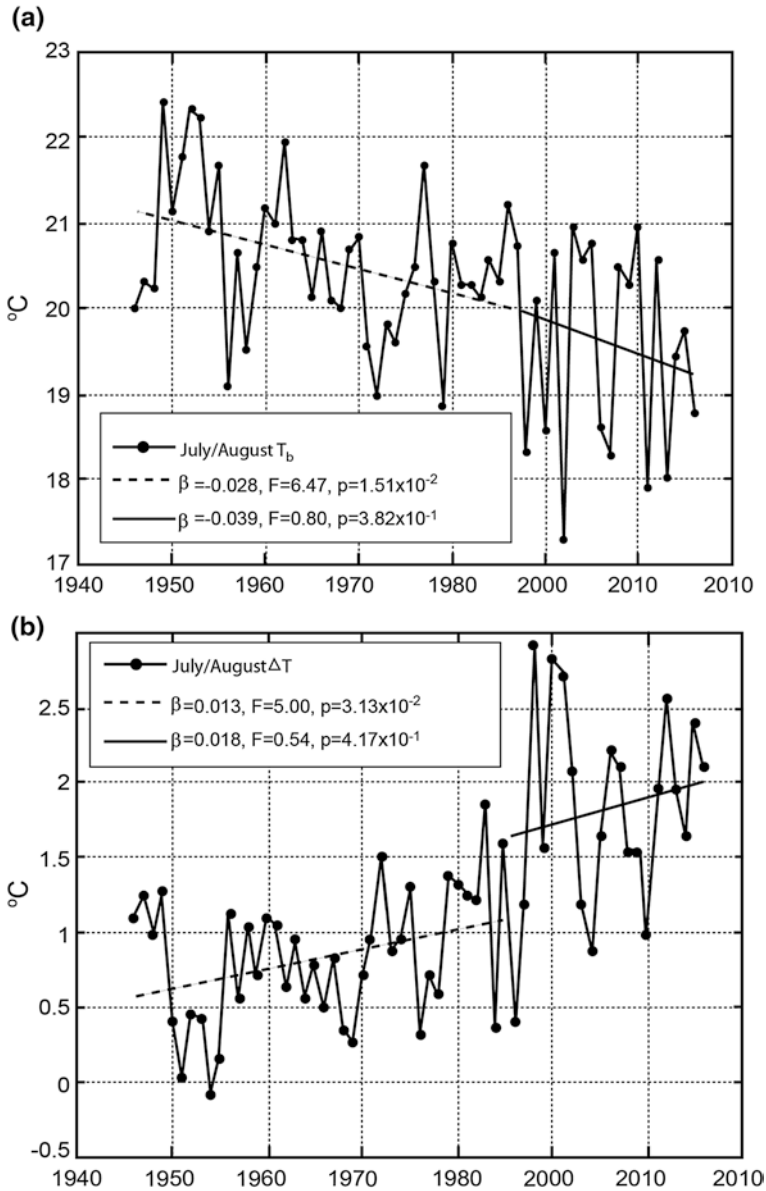 (a)
23
22
21
20
19
18
17
°C
July/August Tb
β=-0.028, F=6.47, p=1.51x10-2
β=-0.039, F=0.80, p=3.82x10-1
1940 1950 1960 1970 1980 2000 2010 2010
(b)
2.5
2
1.5
1
0.5
0
-0.5
°C
July/August ΔT
β=0.013, F=5.00, p=3.13x10-2
β=0.018, F=0.54, p=4.17x10-1
1940 1950 1960 1970 1980 2000 2010 2010